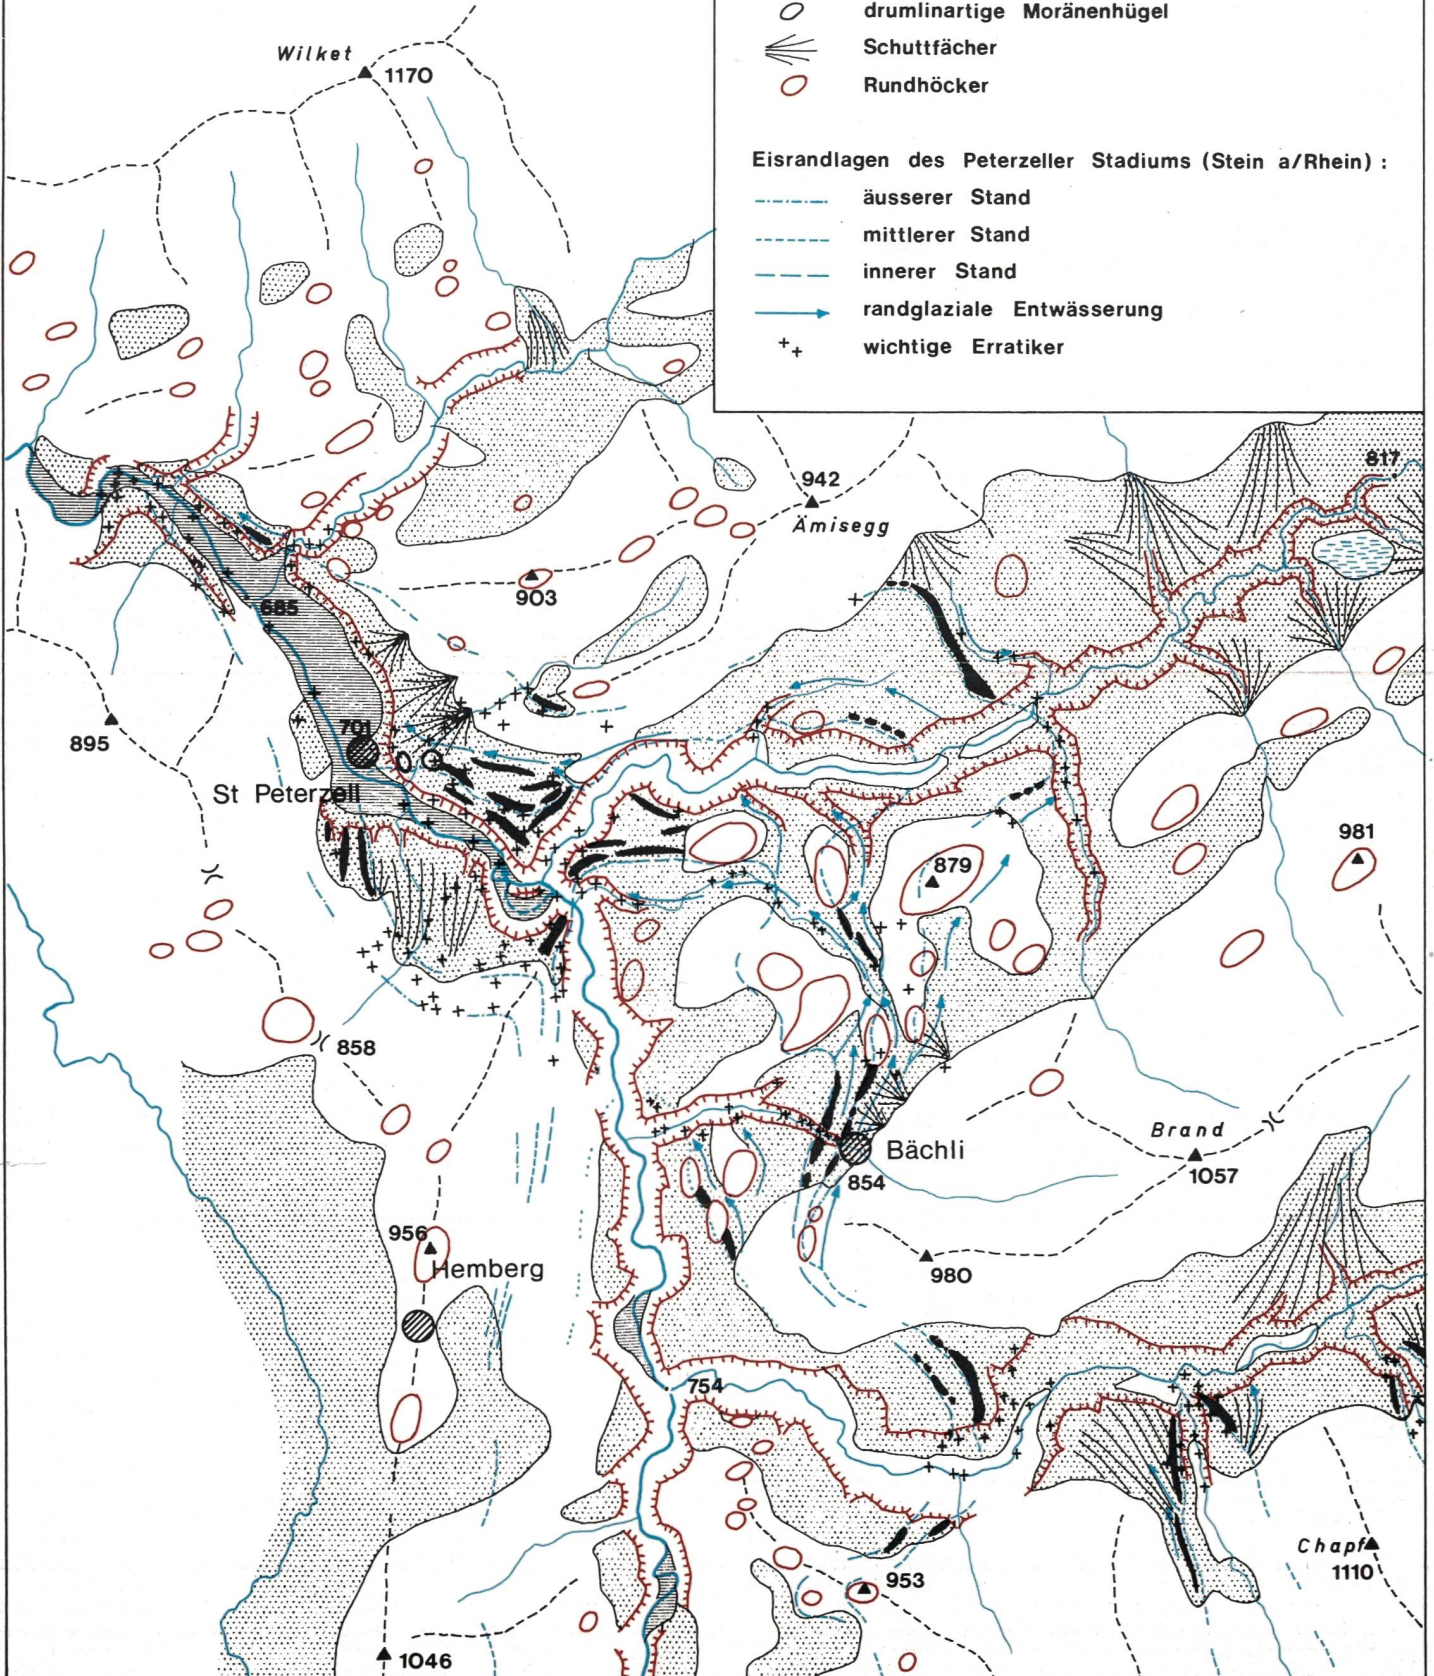 drumlinartige Moränenhügel
Schuttfächer
Rundhöcker
Eisrandlagen des Peterzeller Stadiums (Stein a/Rhein) :
äusserer Stand
mittlerer Stand
innerer Stand
randglaziale Entwässerung
wichtige Erratiker
Wilket
1170
817
942
Ämisegg
903
685
895
701
St Peterzell
981
879
858
Bächli
854
Brand
1057
956
Hemberg
980
754
Chapf
1110
953
1046